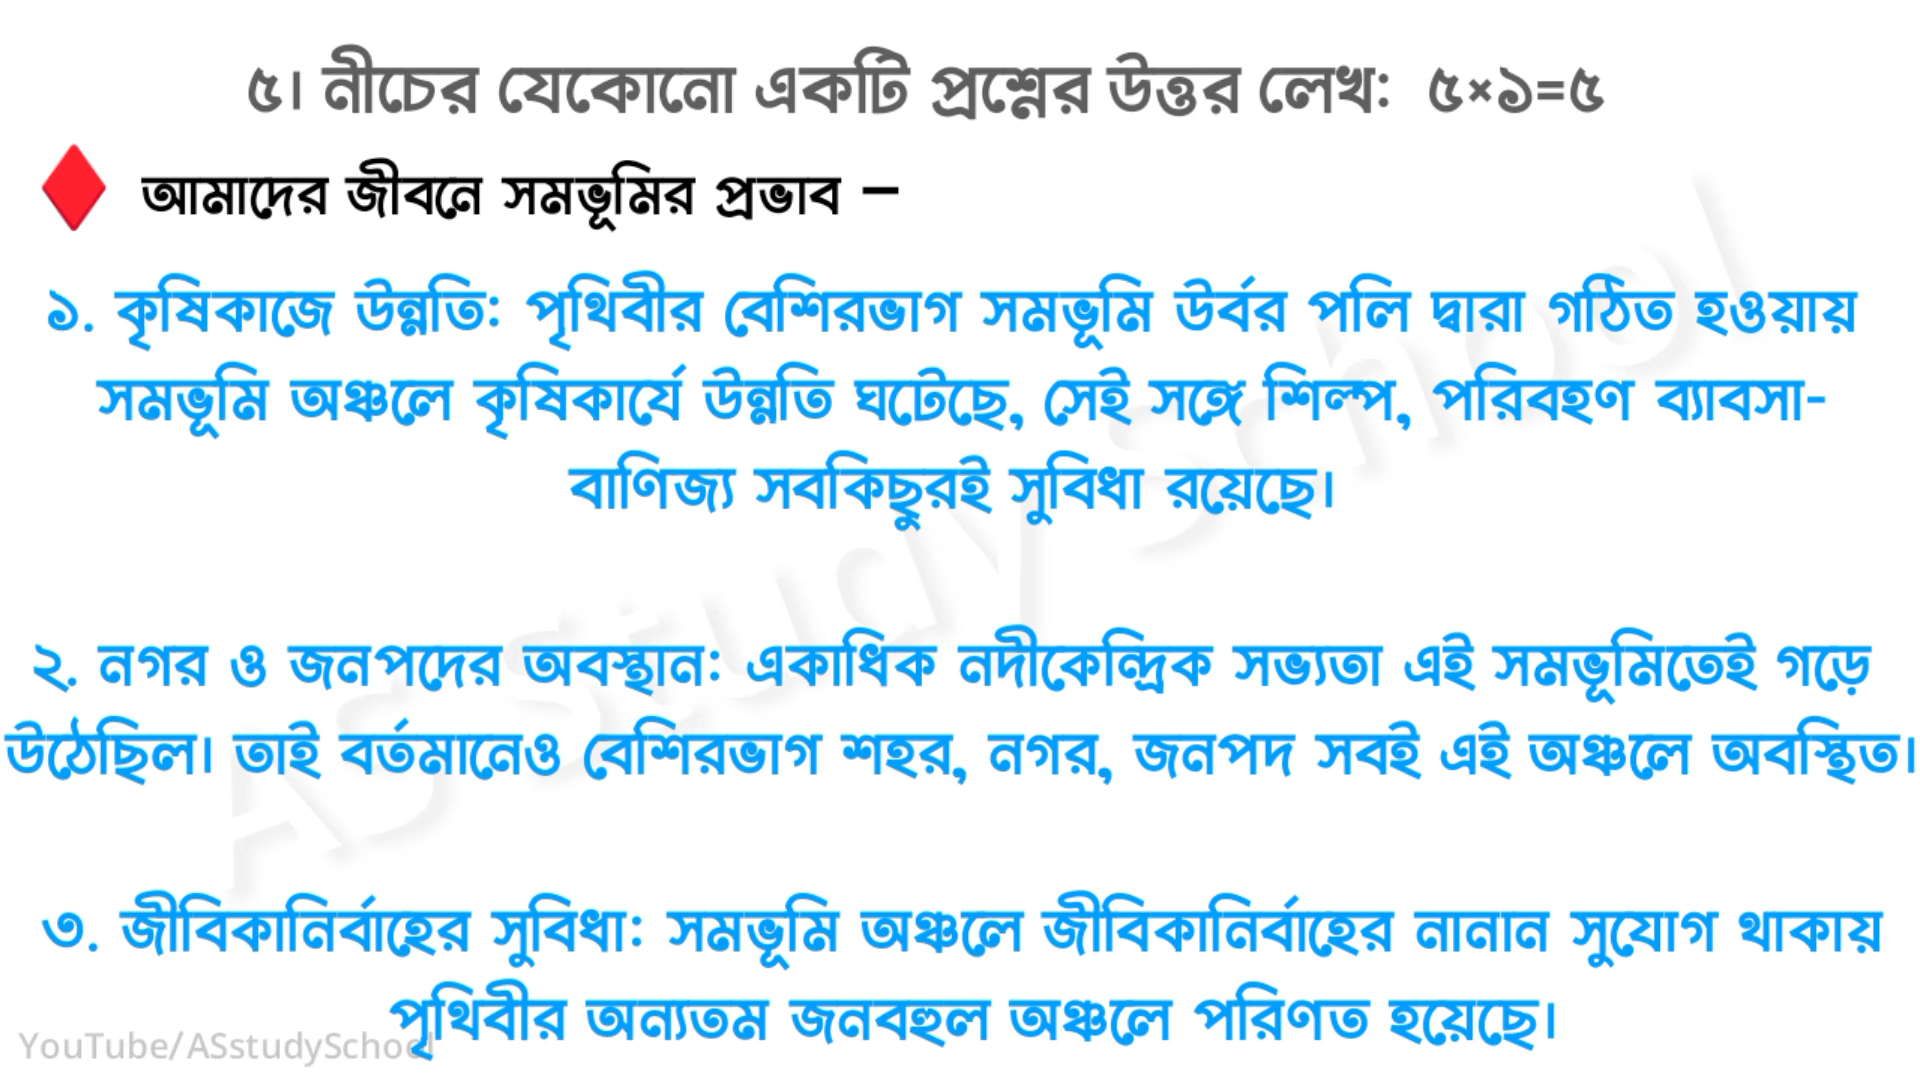 ৫। নীচের যেকোনো একটি প্রশ্নের উত্তর লেখঃ ৫×১=৫
আমাদের জীবনে সমভূমির প্রভাব –
১. কৃষিকাজে উন্নতিঃ পৃথিবীর বেশিরভাগ সমভূমি উর্বর পলি দ্বারা গঠিত হওয়ায়
সমভূমি অঞ্চলে কৃষিকার্যে উন্নতি ঘটেছে, সেই সঙ্গে শিল্প, পরিবহণ ব্যাবসা-
বাণিজ্য সবকিছুরই সুবিধা রয়েছে।
২. নগর ও জনপদের অবস্থানঃ একাধিক নদীকেন্দ্রিক সভ্যতা এই সমভূমিতেই গড়ে
উঠেছিল। তাই বর্তমানেও বেশিরভাগ শহর, নগর, জনপদ সবই এই অঞ্চলে অবস্থিত।
৩. জীবিকানির্বাহের সুবিধাঃ সমভূমি অঞ্চলে জীবিকানির্বাহের নানান সুযোগ থাকায়
পৃথিবীর অন্যতম জনবহুল অঞ্চলে পরিণত হয়েছে।
YouTube/ASstudySchool
AS Study School